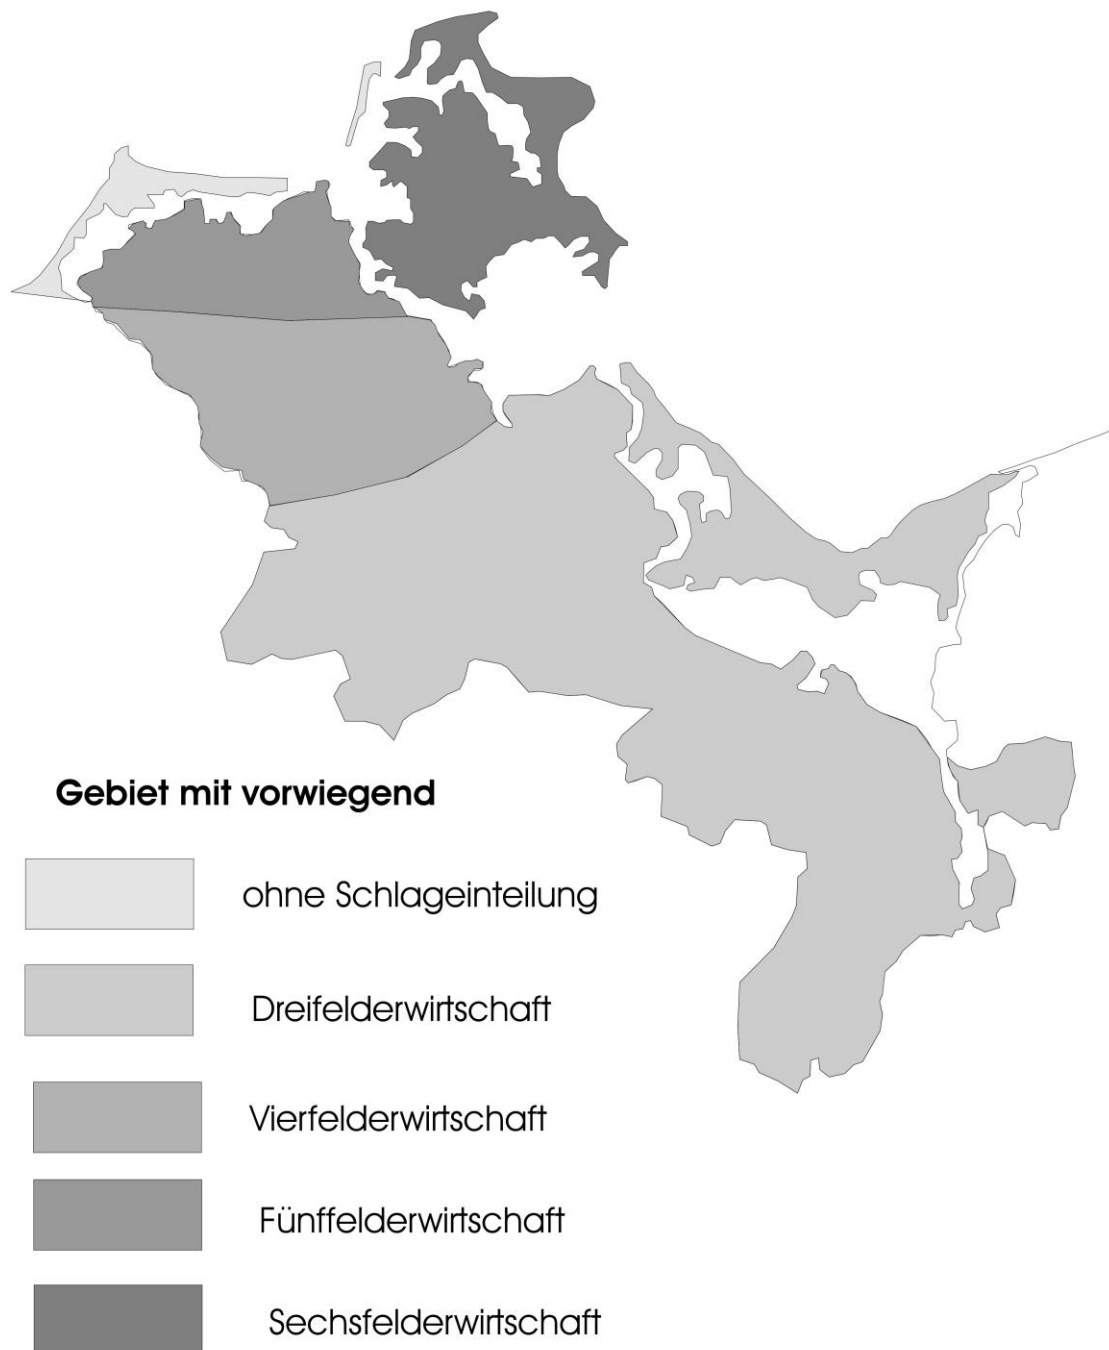 Gebiet mit vorwiegend
ohne Schlageinteilung
Dreifelderwirtschaft
Vierfelderwirtschaft
Fünffelderwirtschaft
Sechsfelderwirtschaft